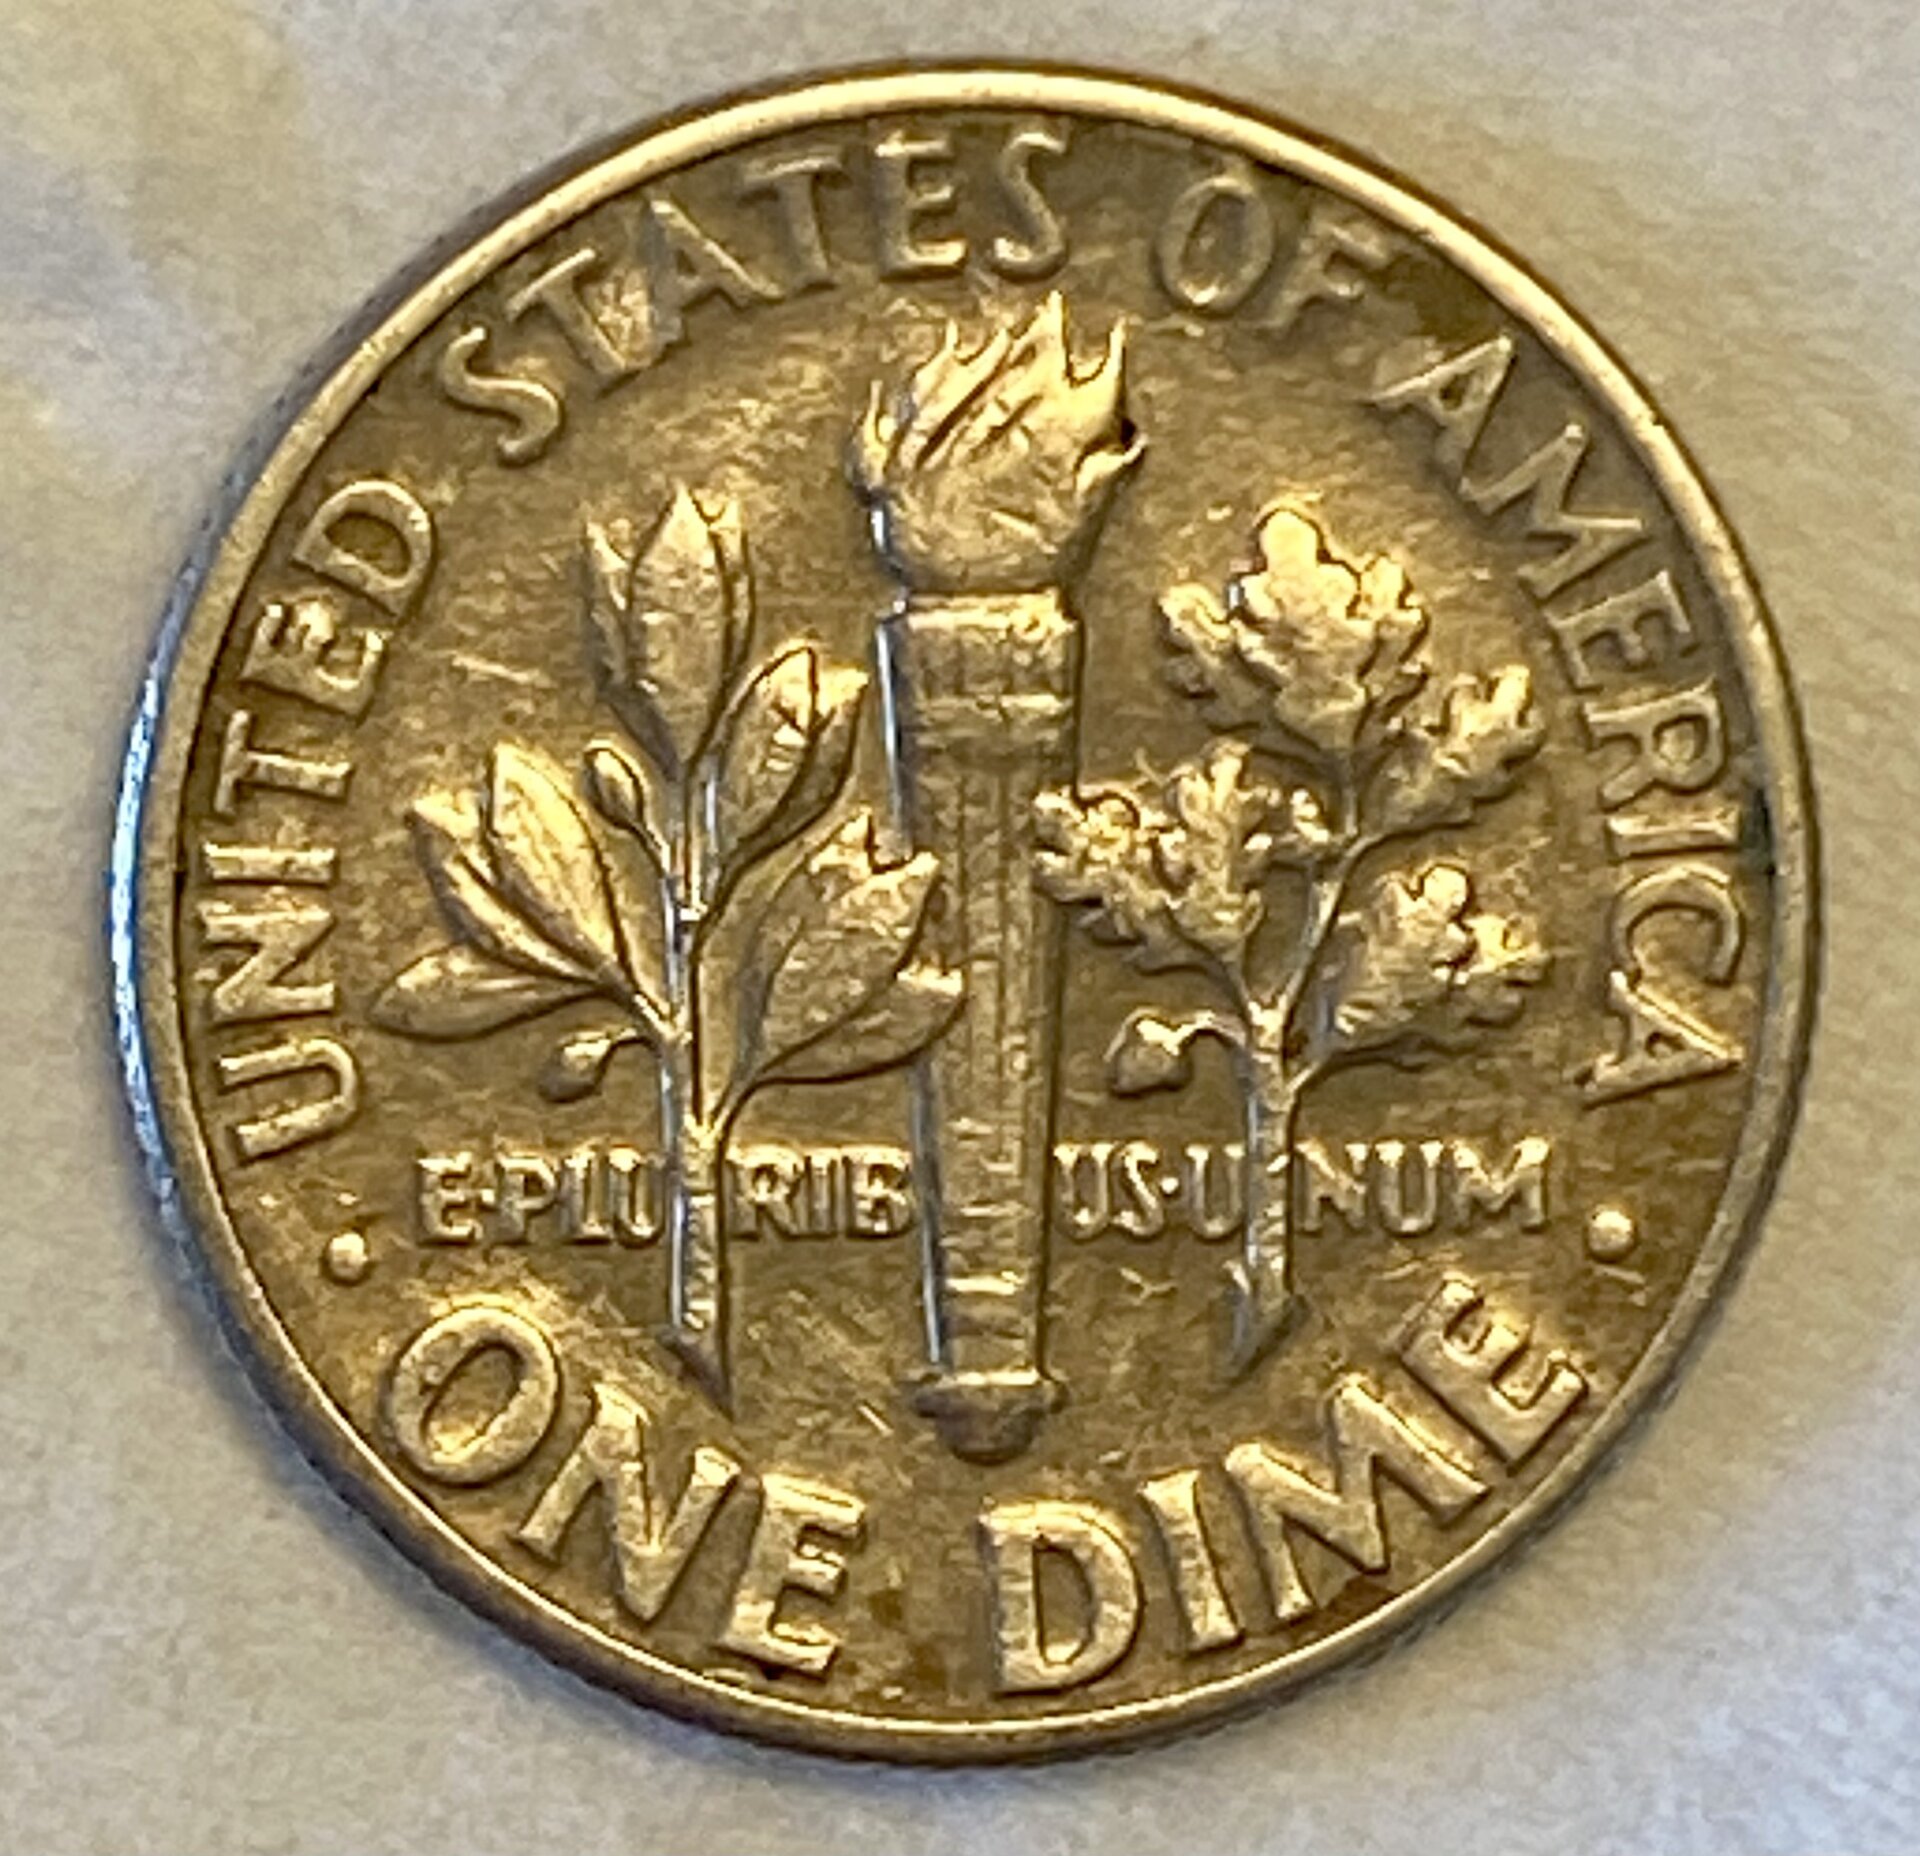 UNITED STATES OF AMERICA
E·PLURIBUS·UNUM
· ONE DIME ·